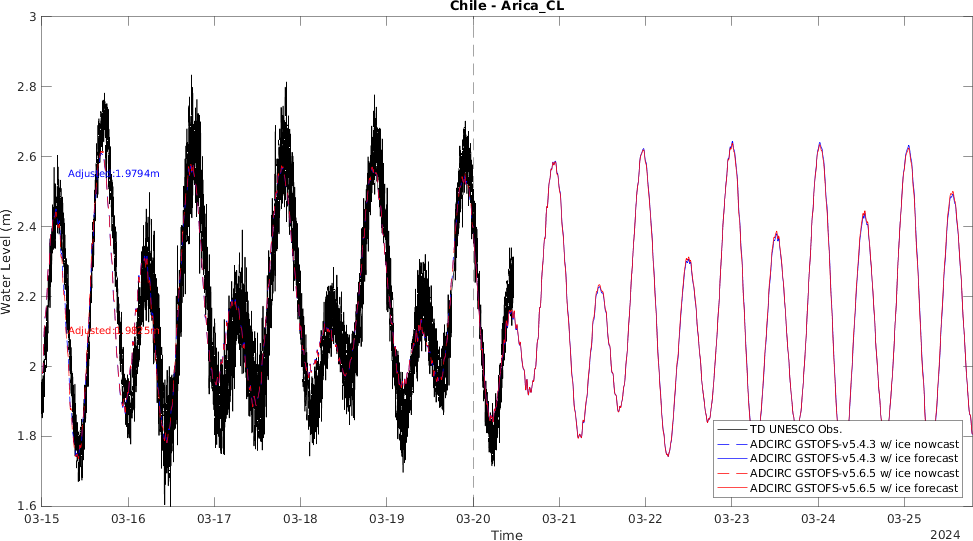 Chile - Arica_CL
3
2.8
2.6
2.4
2.2
2
1.8
1.6
Water Level (m)
Adjusted:1.9794m
TD UNESCO Obs.
ADCIRC GSTOFS-v5.4.3 w/ ice nowcast
ADCIRC GSTOFS-v5.4.3 w/ ice forecast
ADCIRC GSTOFS-v5.6.5 w/ ice nowcast
ADCIRC GSTOFS-v5.6.5 w/ ice forecast
03-15 03-16 03-17 03-18 03-19 03-20 03-21 03-22 03-23 03-24 03-25
Time
2024